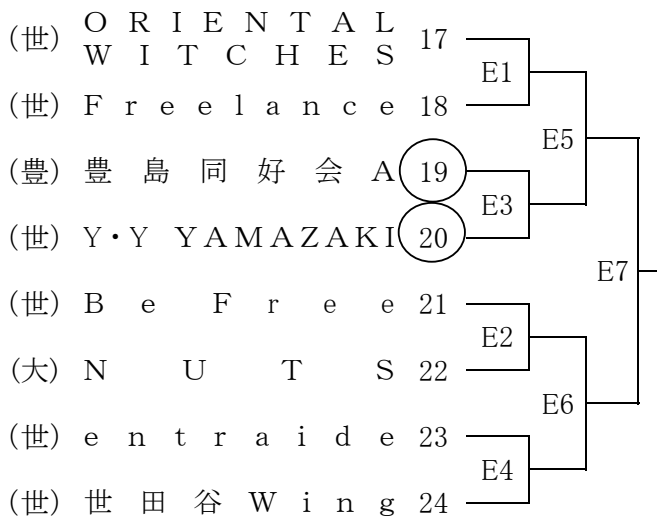 (世) ORIENTAL WITCHES 17
(世) Freelance 18
(豊) 豊島同好会A 19
(世) Y・Y YAMAZAKI 20
(世) Be Free 21
(大) NUTS 22
(世) entraide 23
(世) 世田谷Wing 24
E1
E3
E2
E4
E5
E6
E7